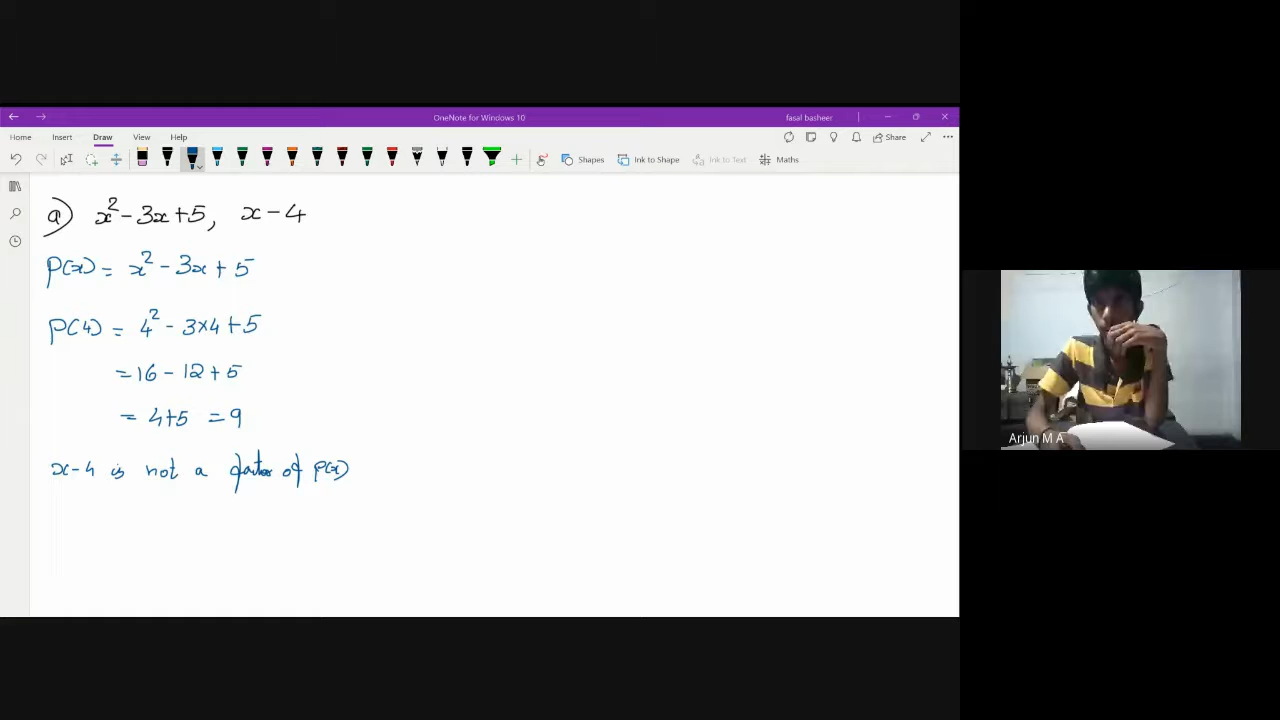 OneNote for Windows 10
fasal basheer
Home Insert Draw View Help
Share
Shapes Ink to Shape Ink to Text Maths
a) x² - 3x + 5, x - 4
P(x) = x² - 3x + 5
P(4) = 4² - 3×4 + 5
= 16 - 12 + 5
= 4+5 = 9
x-4 is not a factor of P(x)
Arjun M A